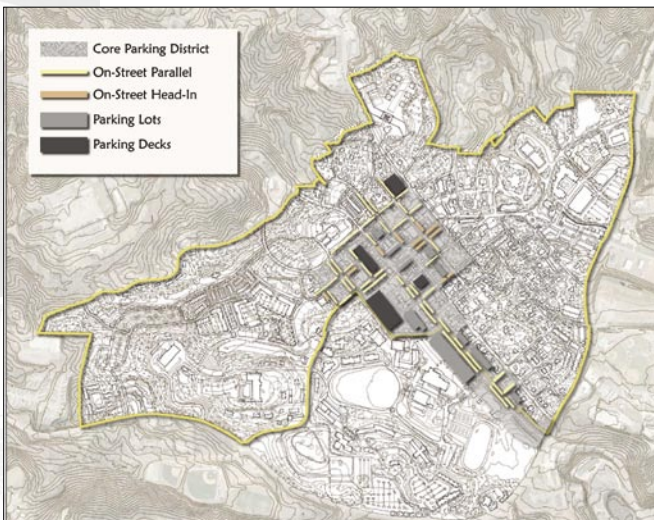 Core Parking District
On-Street Parallel
On-Street Head-In
Parking Lots
Parking Decks